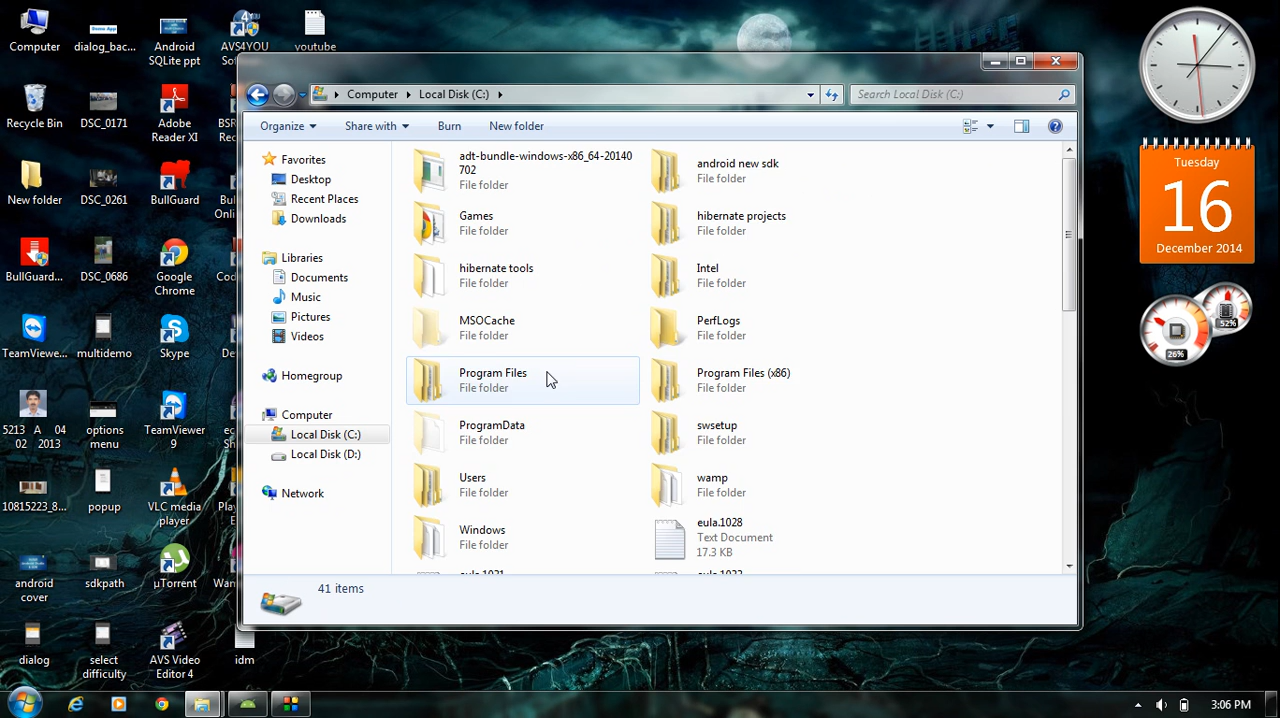 Computer
dialog_bac...
Android
SQLite ppt
AVS4YOU
youtube
Recycle Bin
DSC_0171
Adobe
Reader XI
New folder
DSC_0261
BullGuard
BullGuard...
DSC_0686
Google
Chrome
TeamViewe...
multidemo
Skype
5213 A 04
02 2013
options
menu
TeamViewer
9
10815223_8...
popup
VLC media
player
android
cover
sdkpath
µTorrent
dialog
select
difficulty
AVS Video
Editor 4
idm
Computer
Local Disk (C:)
Search Local Disk (C:)
Organize
Share with
Burn
New folder
Favorites
Desktop
Recent Places
Downloads
Libraries
Documents
Music
Pictures
Videos
Homegroup
Computer
Local Disk (C:)
Local Disk (D:)
Network
adt-bundle-windows-x86_64-20140
702
File folder
android new sdk
File folder
Games
File folder
hibernate projects
File folder
hibernate tools
File folder
Intel
File folder
MSOCache
File folder
PerfLogs
File folder
Program Files
File folder
Program Files (x86)
File folder
ProgramData
File folder
swsetup
File folder
Users
File folder
wamp
File folder
Windows
File folder
eula.1028
Text Document
17.3 KB
41 items
Tuesday
16
December 2014
52%
26%
3:06 PM